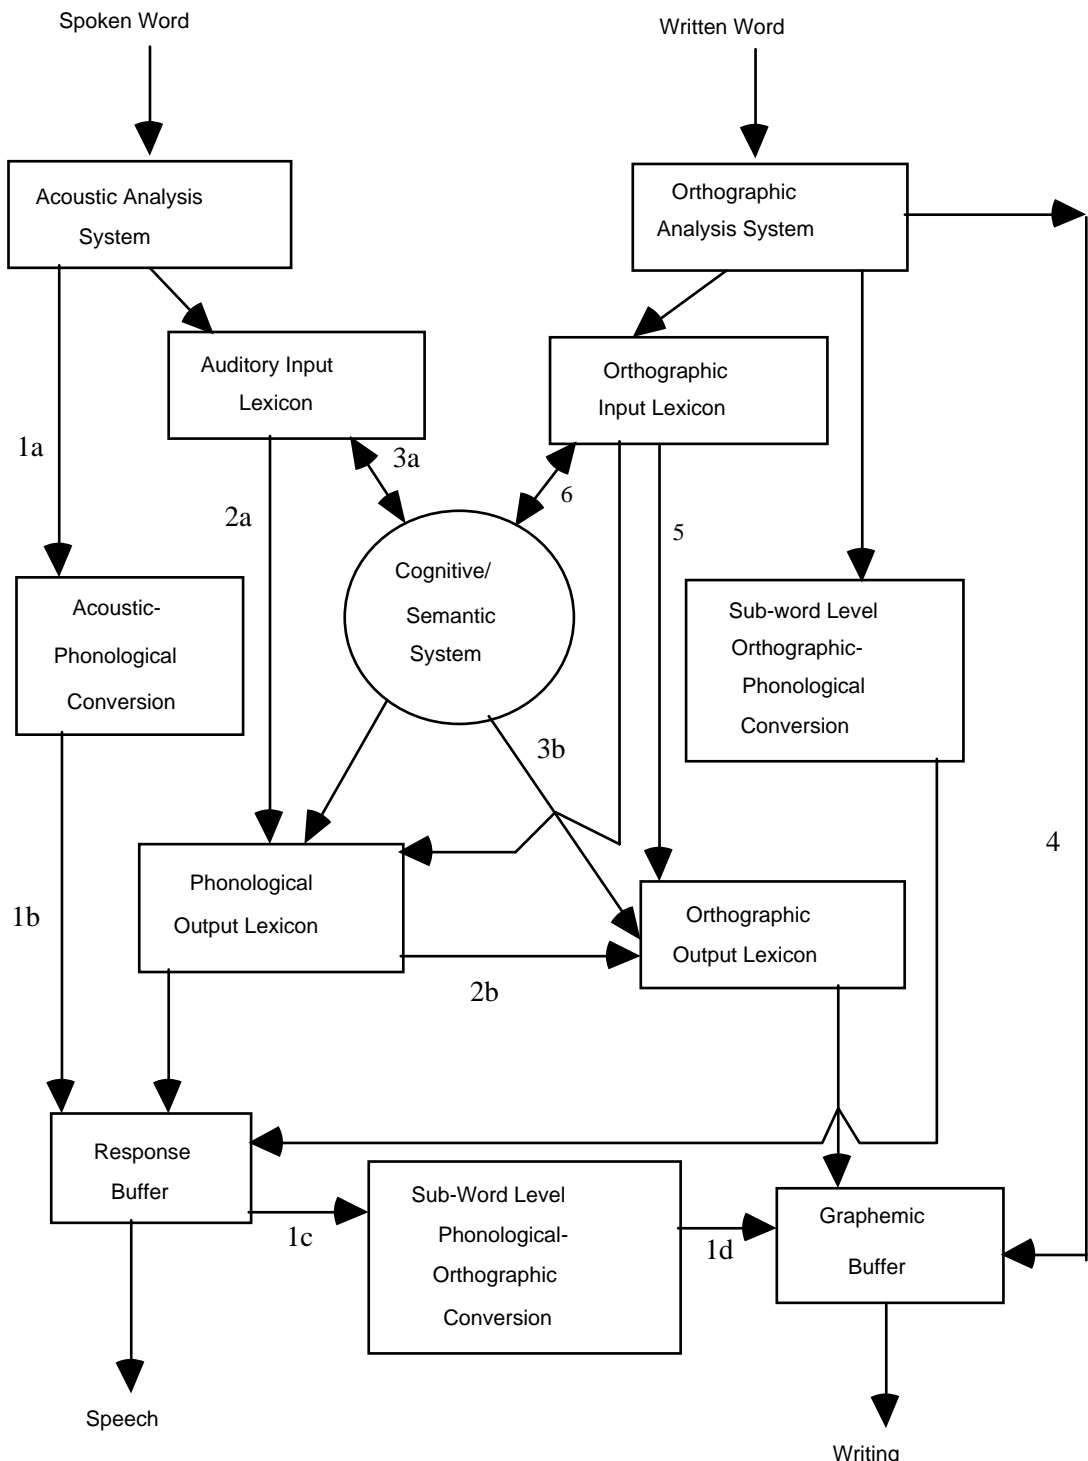 Spoken Word
Written Word
Acoustic Analysis
System
Orthographic
Analysis System
Auditory Input
Lexicon
Orthographic
Input Lexicon
1a
3a
6
2a
5
Cognitive/
Semantic
System
Acoustic-
Phonological
Conversion
Sub-word Level
Orthographic-
Phonological
Conversion
3b
4
Phonological
Output Lexicon
1b
Orthographic
Output Lexicon
2b
Response
Buffer
1c
Sub-Word Level
Phonological-
Orthographic
Conversion
1d
Graphemic
Buffer
Speech
Writing